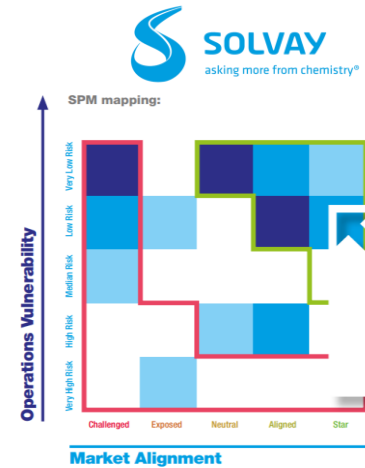 SOLVAY
asking more from chemistry®
SPM mapping:
Operations Vulnerability
Very Low Risk
Low Risk
Median Risk
High Risk
Very High Risk
Challenged Exposed Neutral Aligned Star
Market Alignment